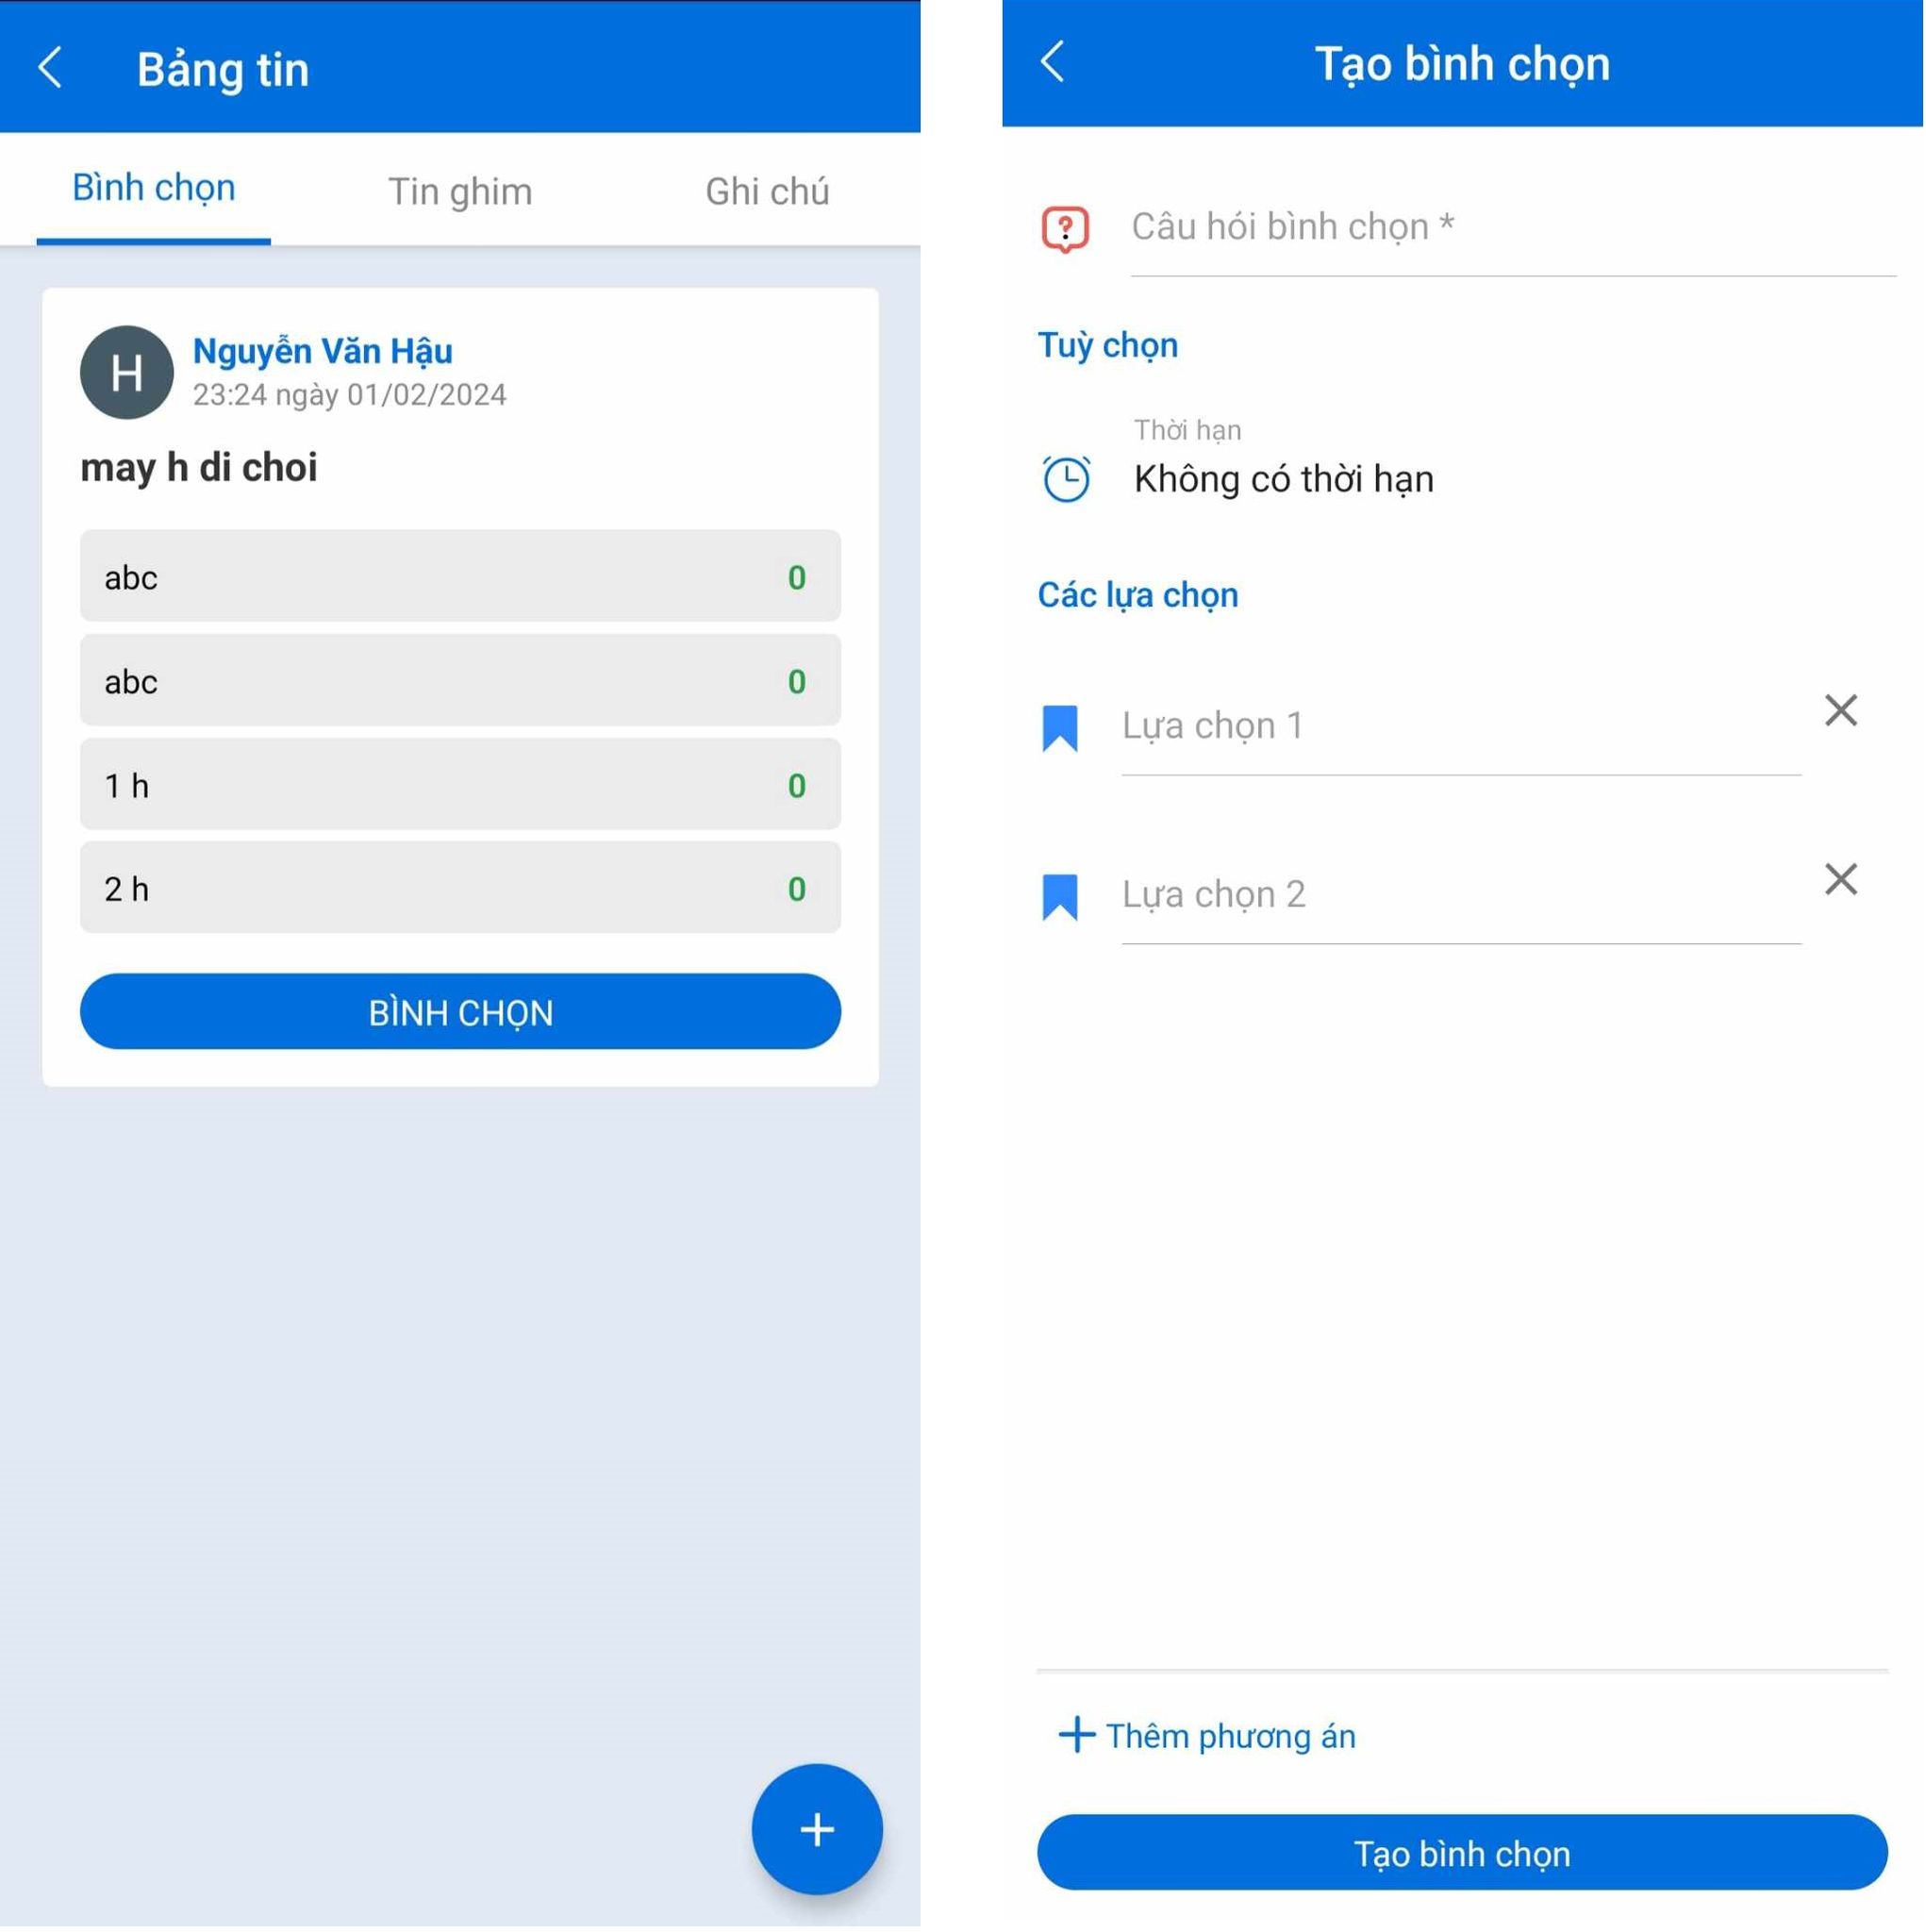 Bảng tin
Bình chọn
Tin ghim
Ghi chú
H
Nguyễn Văn Hậu
23:24 ngày 01/02/2024
may h di choi
abc 0
abc 0
1 h 0
2 h 0
BÌNH CHỌN
+
Tạo bình chọn
?
Câu hói bình chọn *
Tuỳ chọn
Thời hạn
Không có thời hạn
Các lựa chọn
Lựa chọn 1
Lựa chọn 2
+ Thêm phương án
Tạo bình chọn